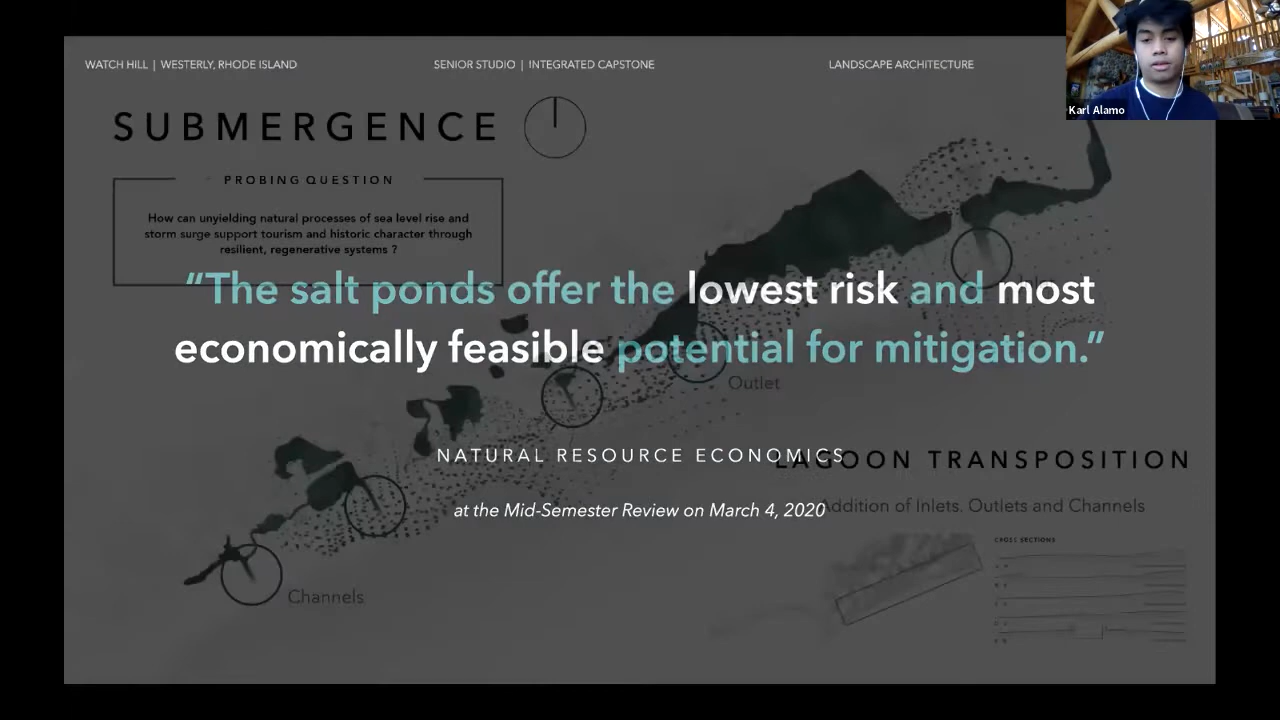 WATCH HILL | WESTERLY, RHODE ISLAND
SENIOR STUDIO | INTEGRATED CAPSTONE
LANDSCAPE ARCHITECTURE
Karl Alamo
SUBMERGENCE
PROBING QUESTION
How can unyielding natural processes of sea level rise and
storm surge support tourism and historic character through
resilient, regenerative systems ?
“The salt ponds offer the lowest risk and most
economically feasible potential for mitigation.”
Outlet
NATURAL RESOURCE ECONOMICS
LAGOON TRANSPOSITION
at the Mid-Semester Review on March 4, 2020
Addition of Inlets. Outlets and Channels
CROSS SECTIONS
Channels